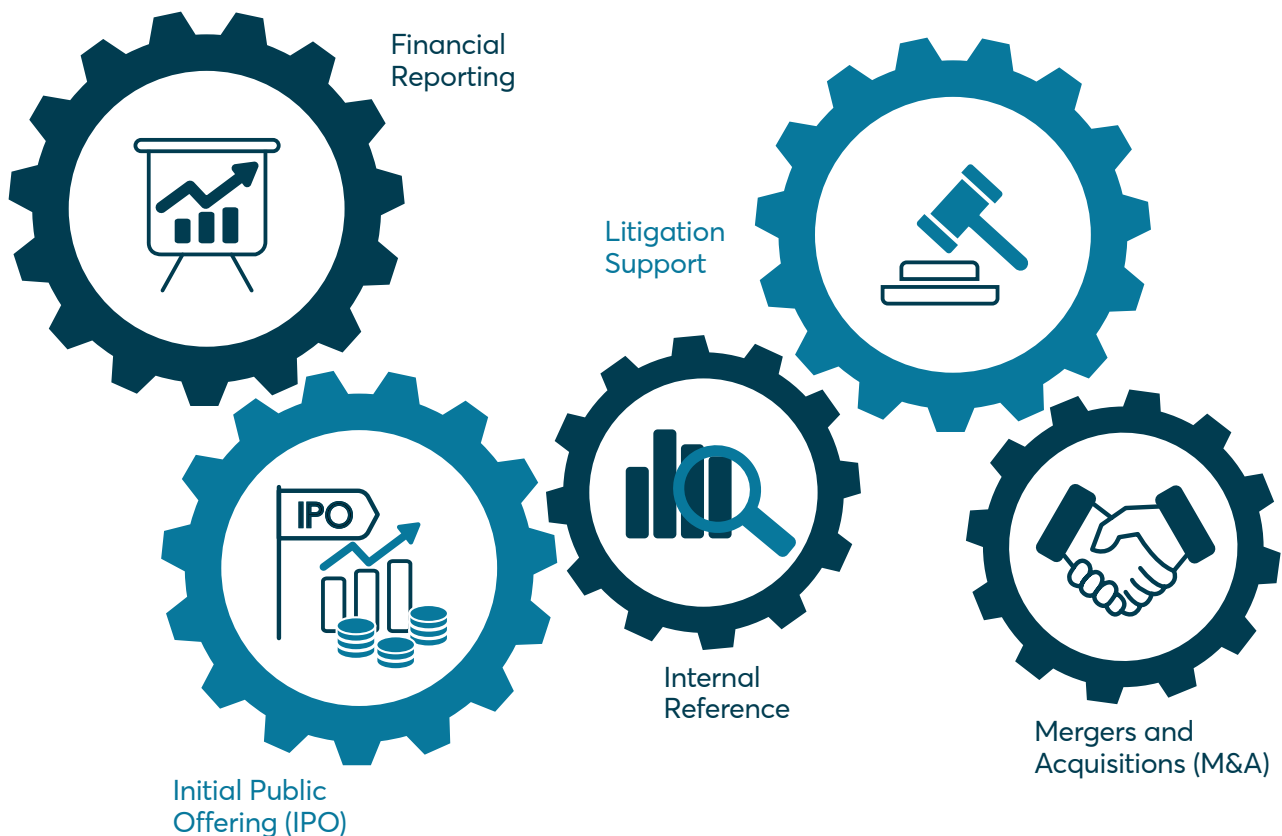 Financial
Reporting
Litigation
Support
IPO
Internal
Reference
Mergers and
Acquisitions (M&A)
Initial Public
Offering (IPO)